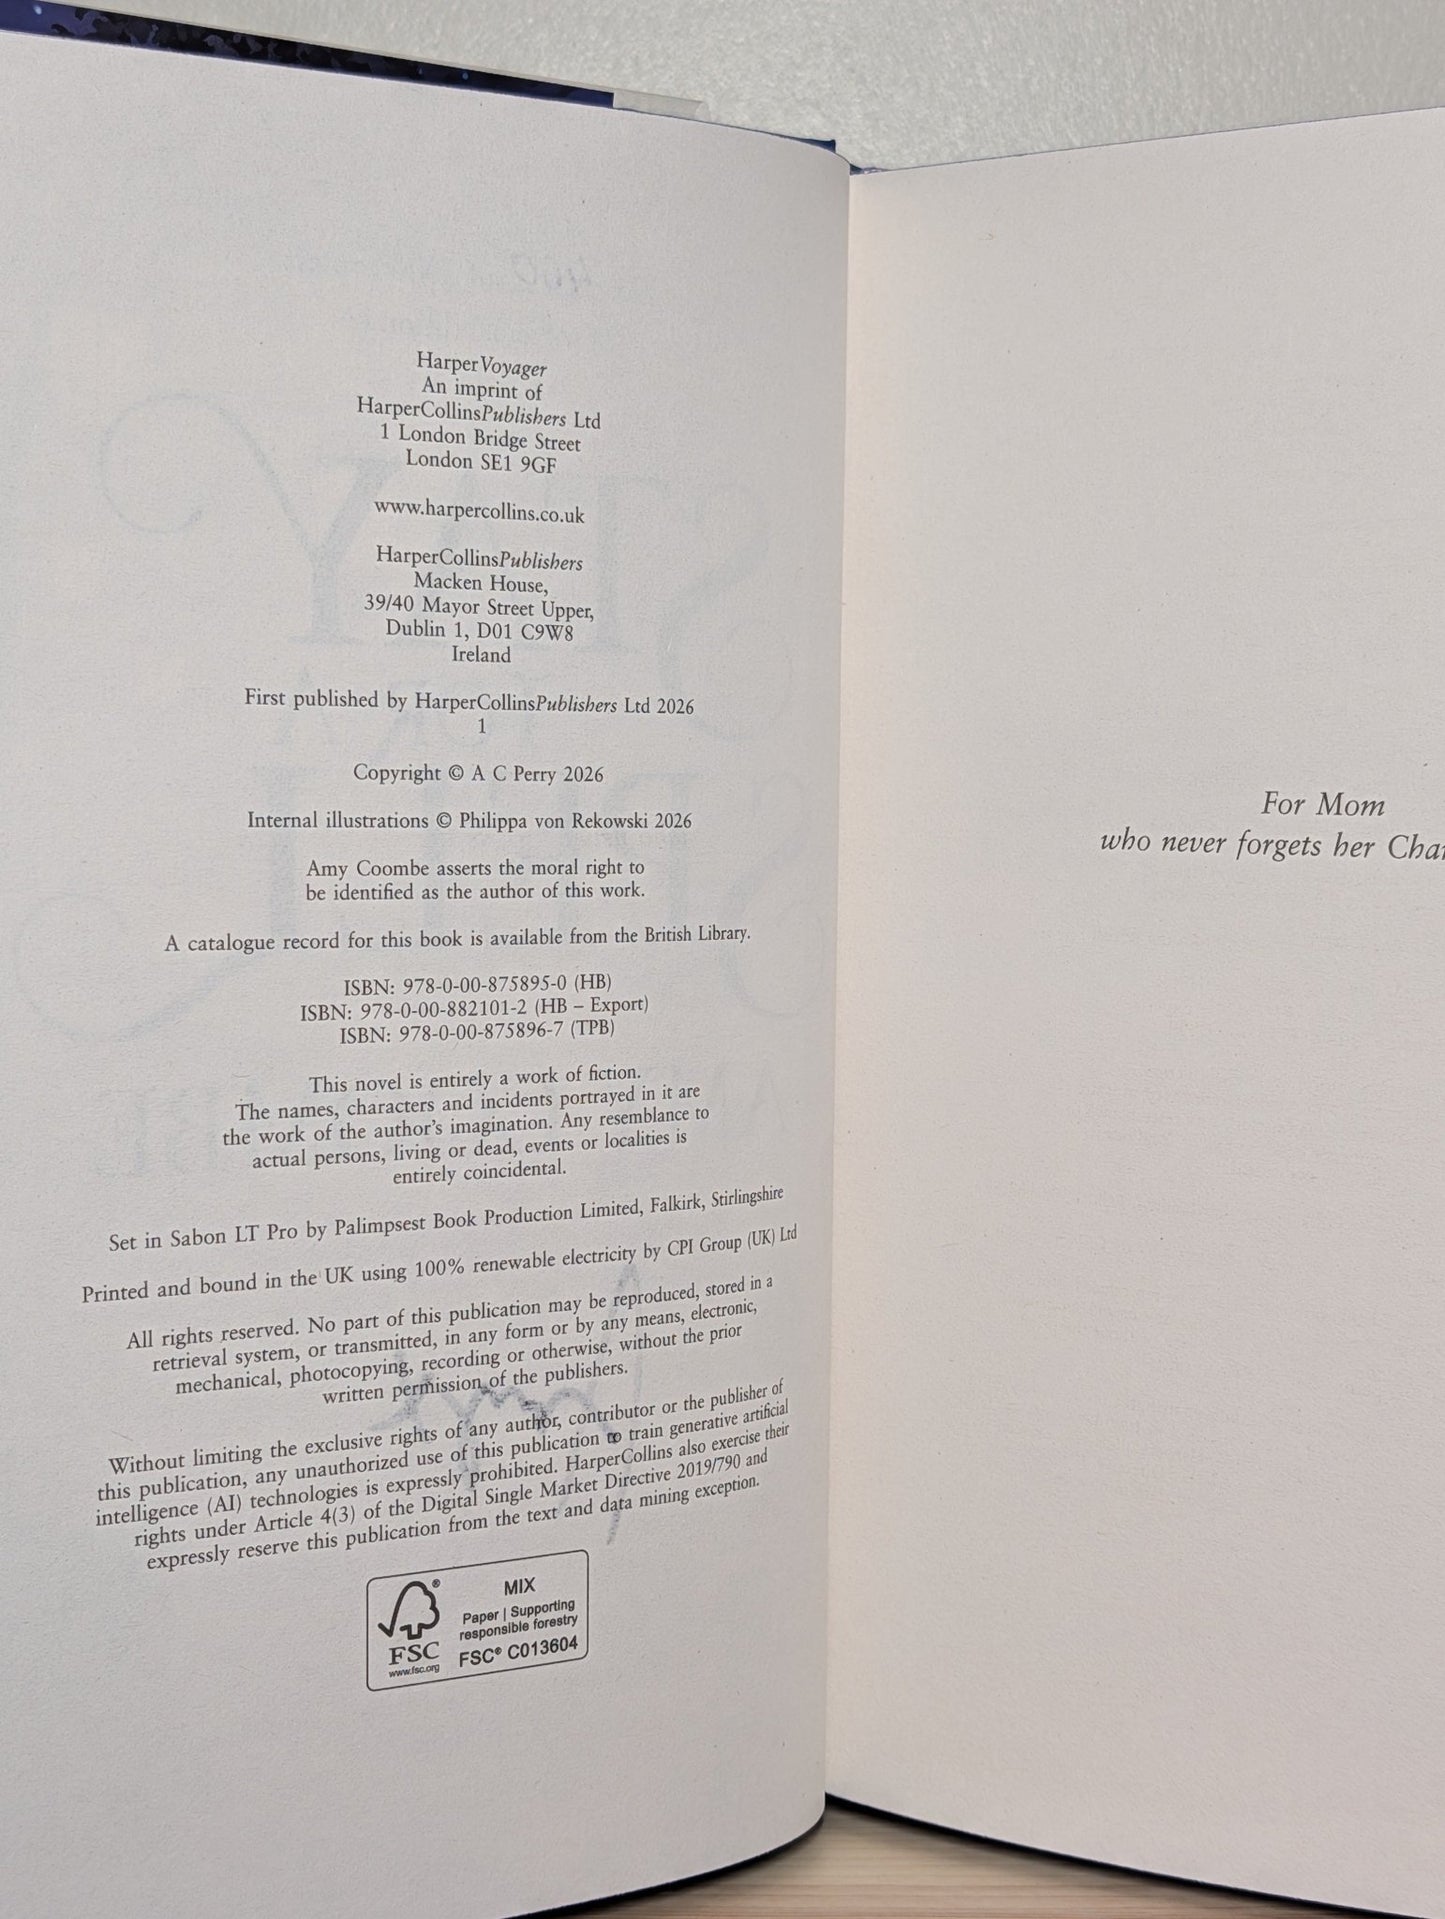 HarperVoyager
An imprint of
HarperCollinsPublishers Ltd
1 London Bridge Street
London SE1 9GF
www.harpercollins.co.uk
HarperCollinsPublishers
Macken House,
39/40 Mayor Street Upper,
Dublin 1, D01 C9W8
Ireland
First published by HarperCollinsPublishers Ltd 2026
1
Copyright © A C Perry 2026
Internal illustrations © Philippa von Rekowski 2026
Amy Coombe asserts the moral right to
be identified as the author of this work.
A catalogue record for this book is available from the British Library.
ISBN: 978-0-00-875895-0 (HB)
ISBN: 978-0-00-882101-2 (HB – Export)
ISBN: 978-0-00-875896-7 (TPB)
This novel is entirely a work of fiction.
The names, characters and incidents portrayed in it are
the work of the author's imagination. Any resemblance to
actual persons, living or dead, events or localities is
entirely coincidental.
Set in Sabon LT Pro by Palimpsest Book Production Limited, Falkirk, Stirlingshire
Printed and bound in the UK using 100% renewable electricity by CPI Group (UK) Ltd
All rights reserved. No part of this publication may be reproduced, stored in a
retrieval system, or transmitted, in any form or by any means, electronic,
mechanical, photocopying, recording or otherwise, without the prior
written permission of the publishers.
Without limiting the exclusive rights of any author, contributor or the publisher of
this publication, any unauthorized use of this publication to train generative artificial
intelligence (AI) technologies is expressly prohibited. HarperCollins also exercise their
rights under Article 4(3) of the Digital Single Market Directive 2019/790 and
expressly reserve this publication from the text and data mining exception.
FSC®
www.fsc.org
MIX
Paper | Supporting
responsible forestry
FSC® C013604
For Mom
who never forgets her